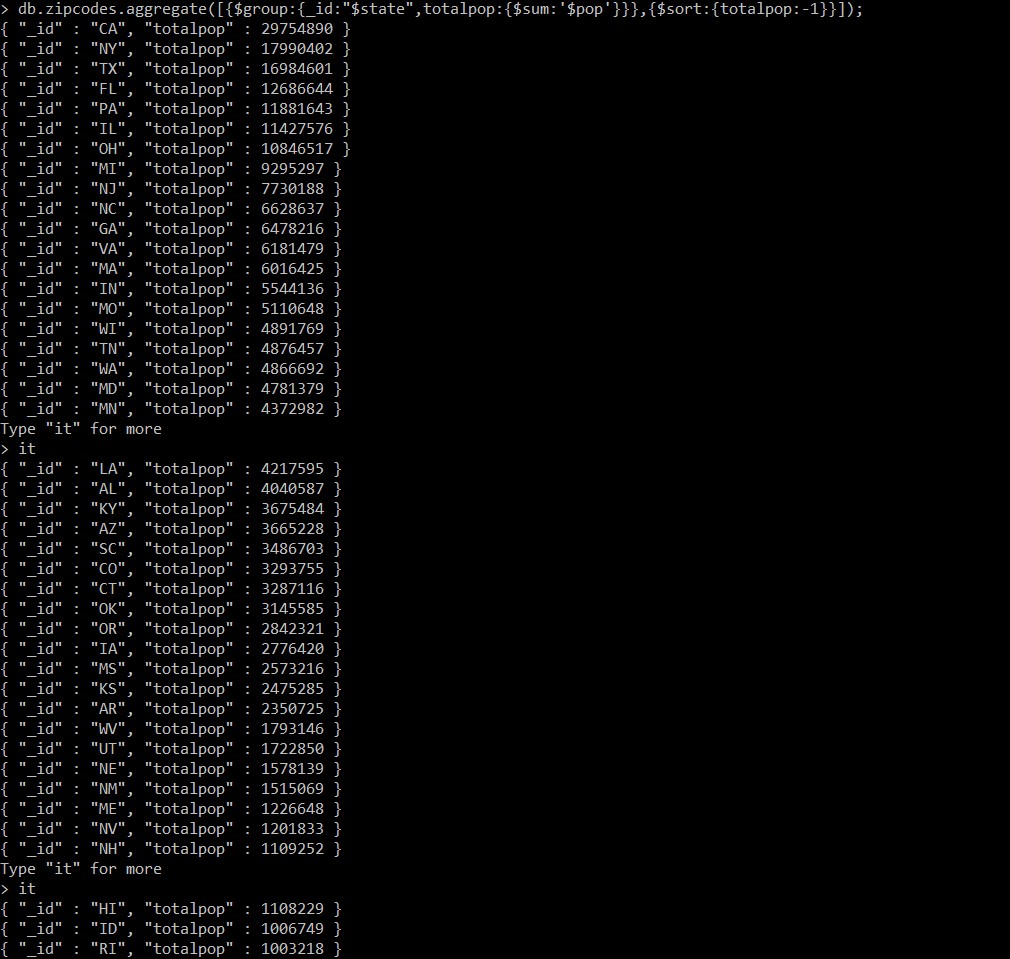 > db.zipcodes.aggregate([{$group:{_id:"$state",totalpop:{$sum:'$pop'}}},{$sort:{totalpop:-1}}]);
{ "_id" : "CA", "totalpop" : 29754890 }
{ "_id" : "NY", "totalpop" : 17990402 }
{ "_id" : "TX", "totalpop" : 16984601 }
{ "_id" : "FL", "totalpop" : 12686644 }
{ "_id" : "PA", "totalpop" : 11881643 }
{ "_id" : "IL", "totalpop" : 11427576 }
{ "_id" : "OH", "totalpop" : 10846517 }
{ "_id" : "MI", "totalpop" : 9295297 }
{ "_id" : "NJ", "totalpop" : 7730188 }
{ "_id" : "NC", "totalpop" : 6628637 }
{ "_id" : "GA", "totalpop" : 6478216 }
{ "_id" : "VA", "totalpop" : 6181479 }
{ "_id" : "MA", "totalpop" : 6016425 }
{ "_id" : "IN", "totalpop" : 5544136 }
{ "_id" : "MO", "totalpop" : 5110648 }
{ "_id" : "WI", "totalpop" : 4891769 }
{ "_id" : "TN", "totalpop" : 4876457 }
{ "_id" : "WA", "totalpop" : 4866692 }
{ "_id" : "MD", "totalpop" : 4781379 }
{ "_id" : "MN", "totalpop" : 4372982 }
Type "it" for more
> it
{ "_id" : "LA", "totalpop" : 4217595 }
{ "_id" : "AL", "totalpop" : 4040587 }
{ "_id" : "KY", "totalpop" : 3675484 }
{ "_id" : "AZ", "totalpop" : 3665228 }
{ "_id" : "SC", "totalpop" : 3486703 }
{ "_id" : "CO", "totalpop" : 3293755 }
{ "_id" : "CT", "totalpop" : 3287116 }
{ "_id" : "OK", "totalpop" : 3145585 }
{ "_id" : "OR", "totalpop" : 2842321 }
{ "_id" : "IA", "totalpop" : 2776420 }
{ "_id" : "MS", "totalpop" : 2573216 }
{ "_id" : "KS", "totalpop" : 2475285 }
{ "_id" : "AR", "totalpop" : 2350725 }
{ "_id" : "WV", "totalpop" : 1793146 }
{ "_id" : "UT", "totalpop" : 1722850 }
{ "_id" : "NE", "totalpop" : 1578139 }
{ "_id" : "NM", "totalpop" : 1515069 }
{ "_id" : "ME", "totalpop" : 1226648 }
{ "_id" : "NV", "totalpop" : 1201833 }
{ "_id" : "NH", "totalpop" : 1109252 }
Type "it" for more
> it
{ "_id" : "HI", "totalpop" : 1108229 }
{ "_id" : "ID", "totalpop" : 1006749 }
{ "_id" : "RI", "totalpop" : 1003218 }